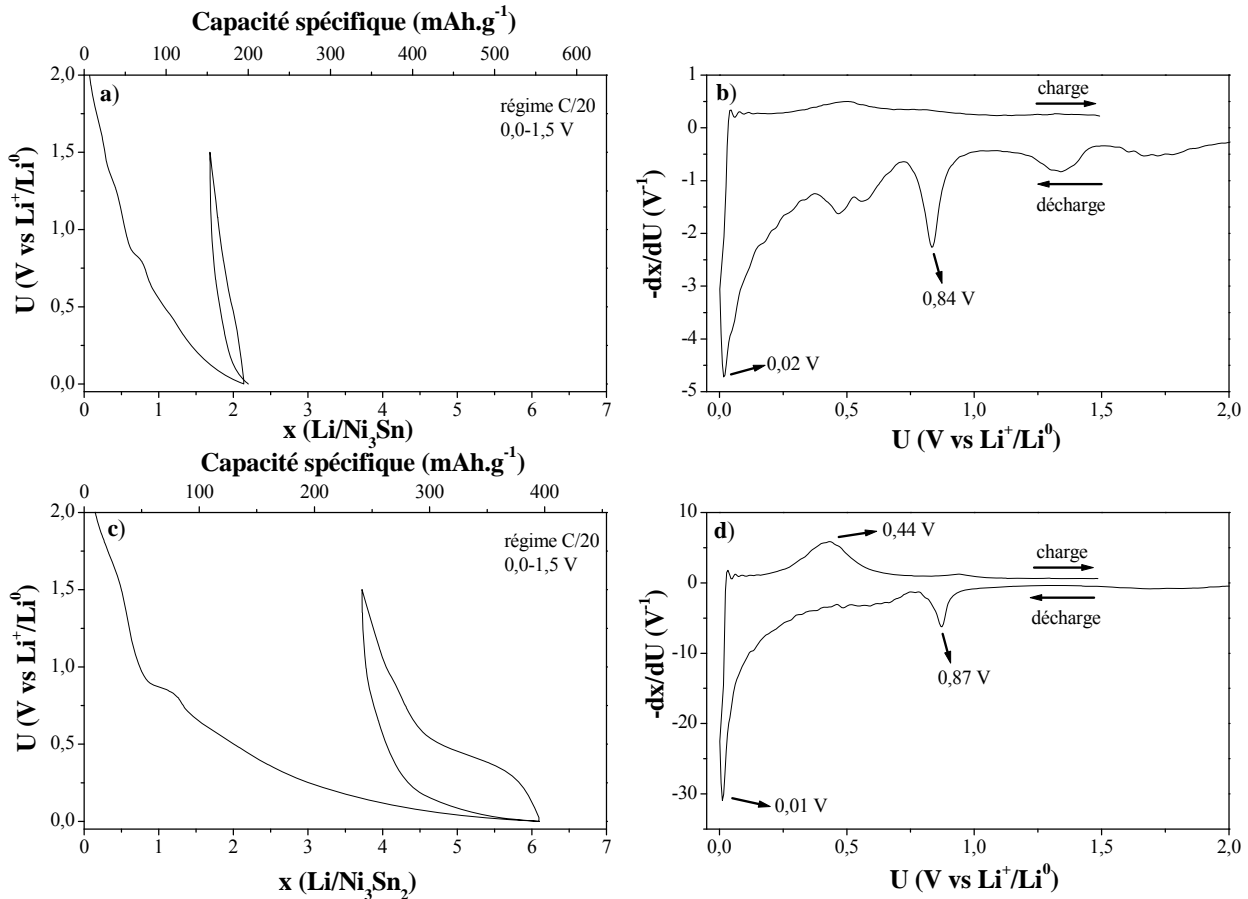 Capacité spécifique (mAh.g-1)
0 100 200 300 400 500 600
a)
régime C/20
0,0-1,5 V
2,0
1,5
1,0
0,5
0,0
U (V vs Li+/Li0)
0 1 2 3 4 5 6 7
x (Li/Ni3Sn)
b)
charge
décharge
0,84 V
0,02 V
1
0
-1
-2
-3
-4
-5
-dx/dU (V-1)
0,0 0,5 1,0 1,5 2,0
U (V vs Li+/Li0)
Capacité spécifique (mAh.g-1)
0 100 200 300 400
c)
régime C/20
0,0-1,5 V
2,0
1,5
1,0
0,5
0,0
U (V vs Li+/Li0)
0 1 2 3 4 5 6 7
x (Li/Ni3Sn2)
d)
0,44 V
charge
décharge
0,87 V
0,01 V
10
0
-10
-20
-30
-dx/dU (V-1)
0,0 0,5 1,0 1,5 2,0
U (V vs Li+/Li0)